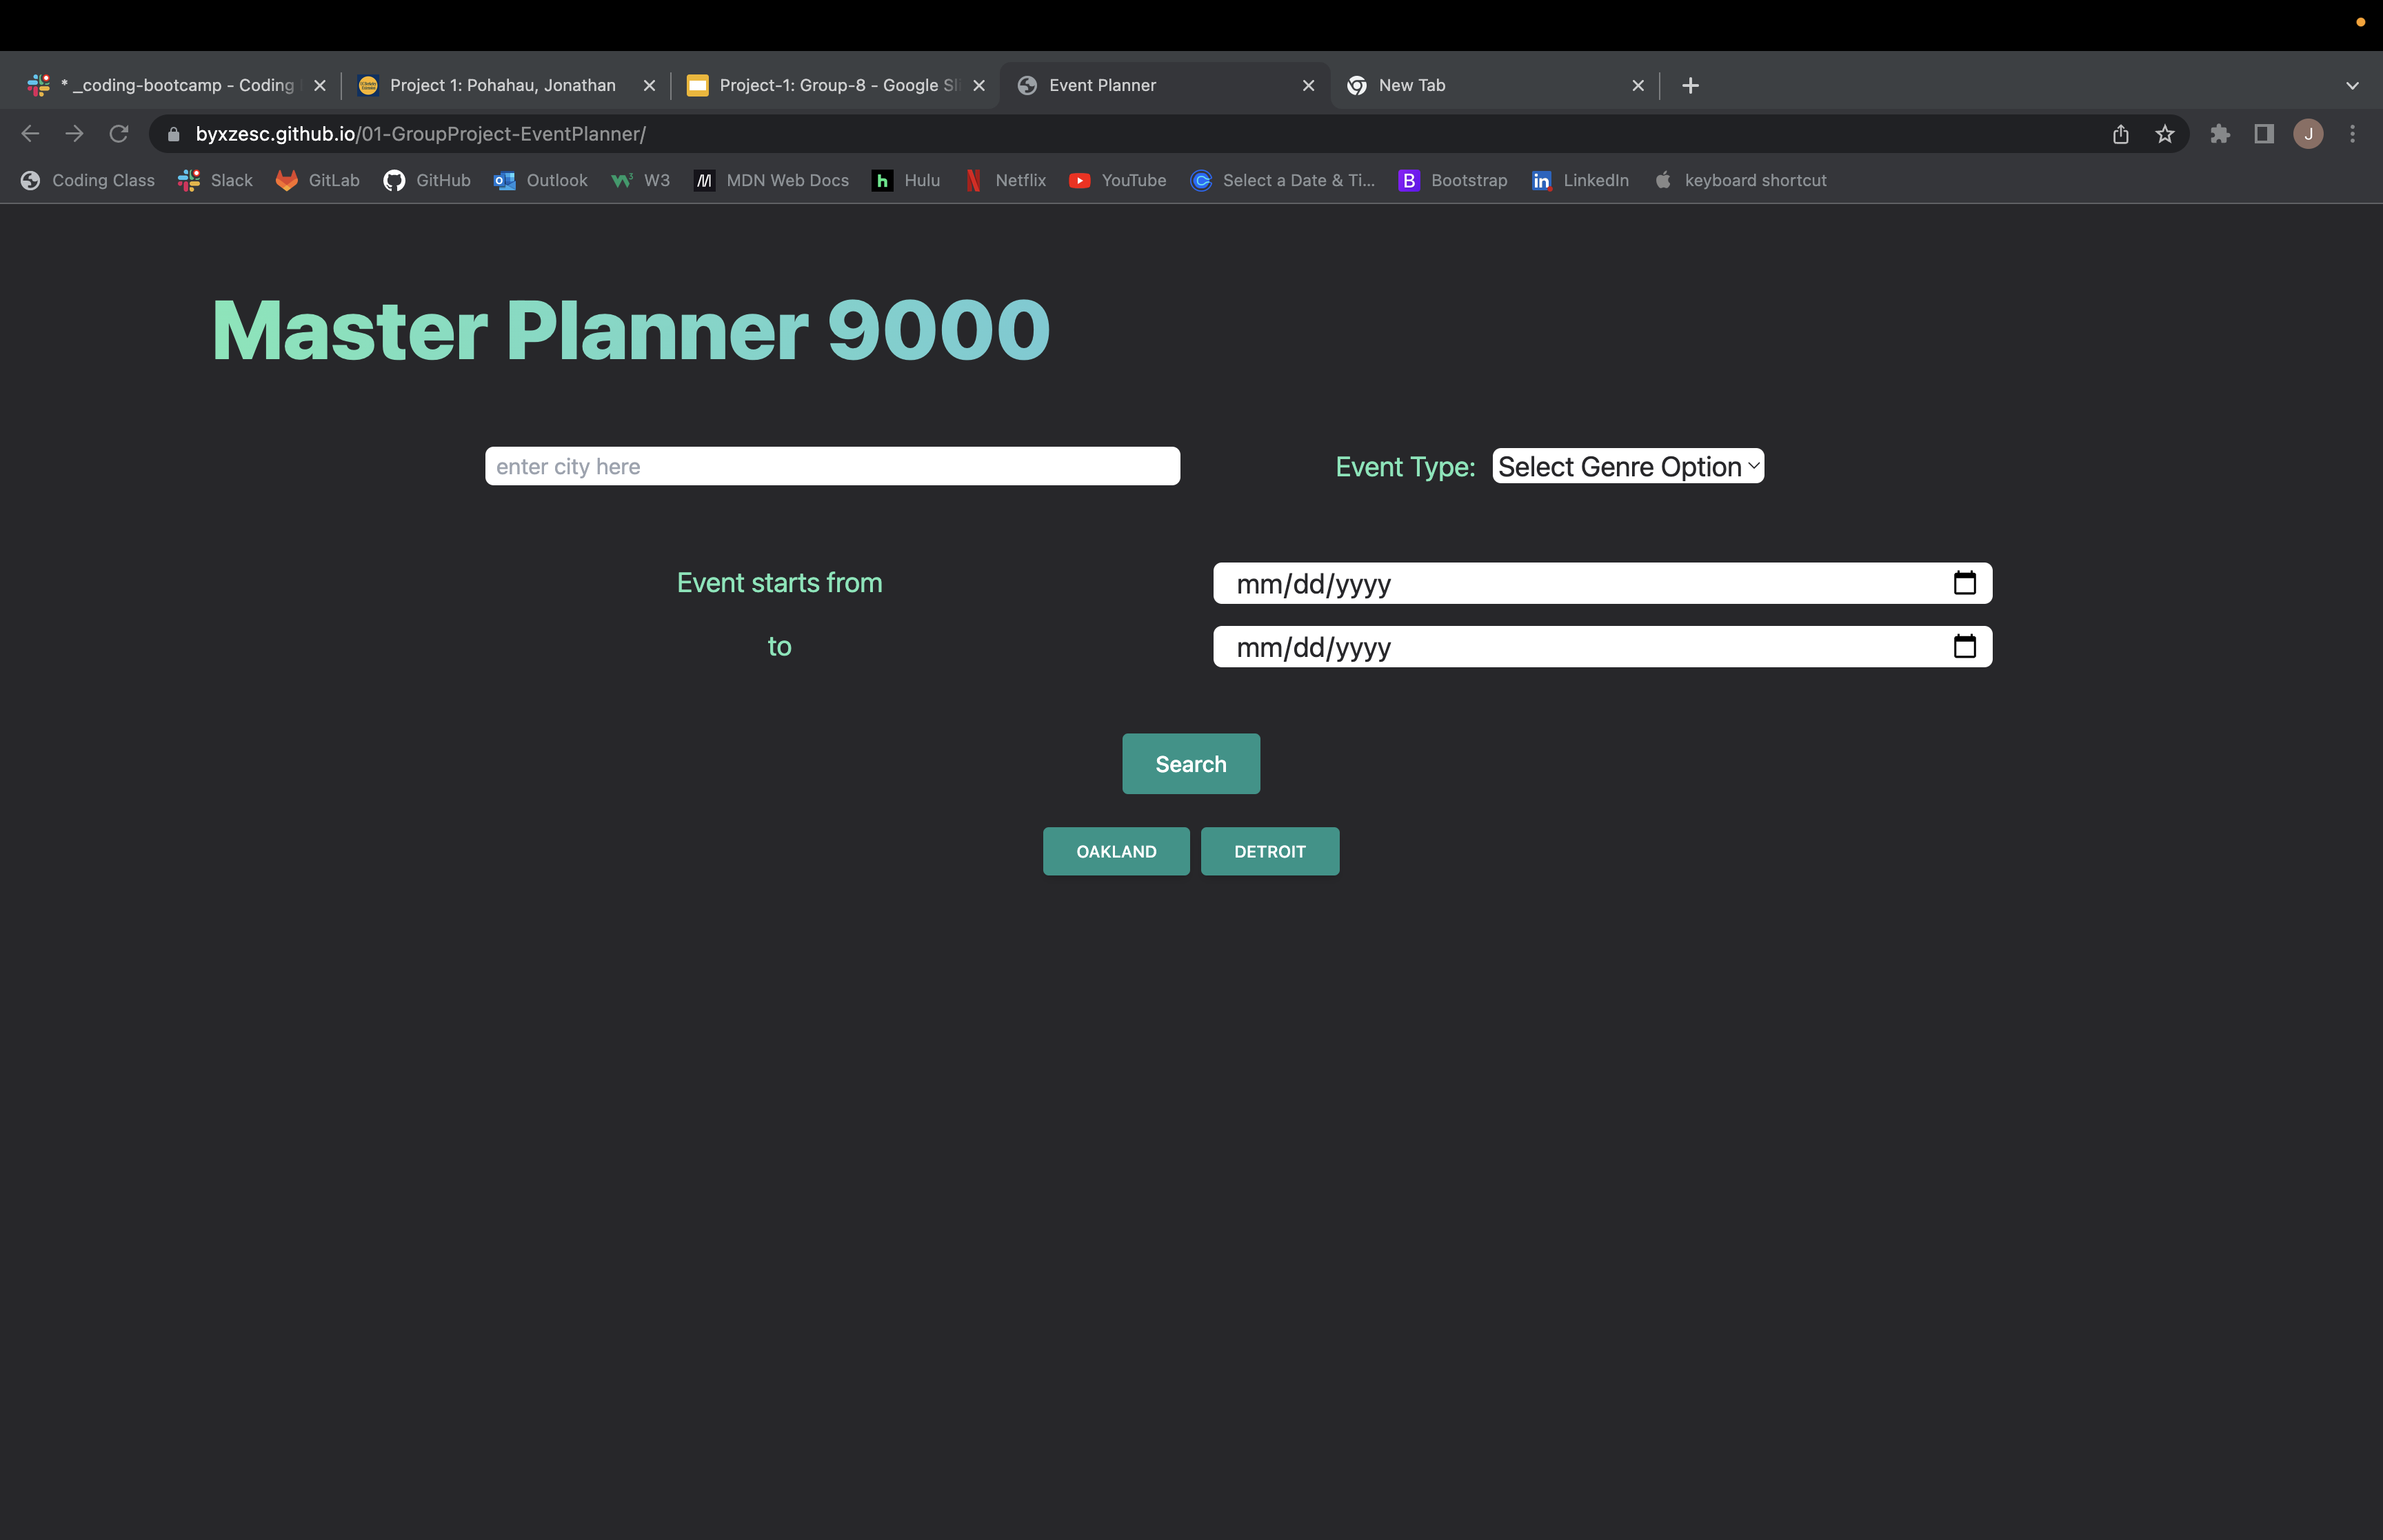 * _coding-bootcamp - Coding
Project 1: Pohahau, Jonathan
Project-1: Group-8 - Google Sl
Event Planner
New Tab
byxzesc.github.io/01-GroupProject-EventPlanner/
J
Coding Class
Slack
GitLab
GitHub
Outlook
W3
MDN Web Docs
Hulu
Netflix
YouTube
Select a Date & Ti...
B Bootstrap
in LinkedIn
keyboard shortcut
Master Planner 9000
enter city here
Event Type: Select Genre Option
Event starts from mm/dd/yyyy
to mm/dd/yyyy
Search
OAKLAND DETROIT